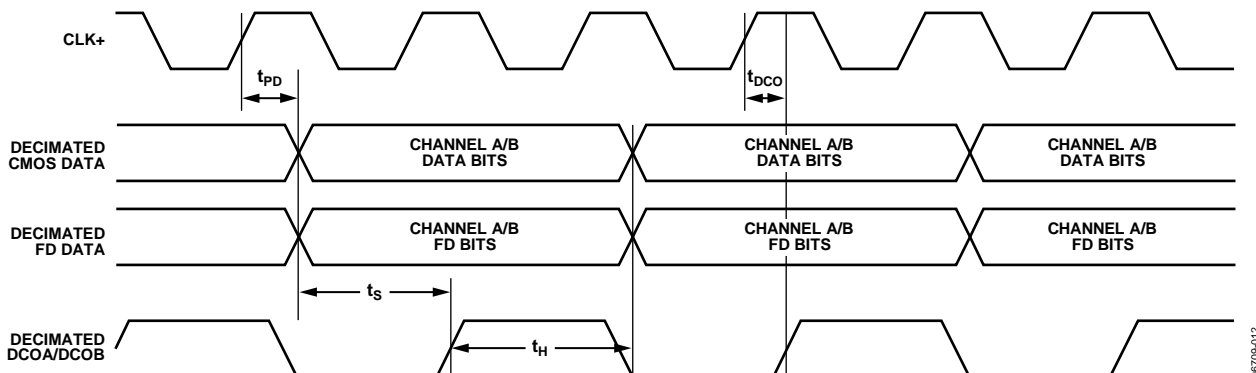 CLK+
tPD
tDCO
DECIMATED
CMOS DATA
CHANNEL A/B
DATA BITS
CHANNEL A/B
DATA BITS
CHANNEL A/B
DATA BITS
DECIMATED
FD DATA
CHANNEL A/B
FD BITS
CHANNEL A/B
FD BITS
CHANNEL A/B
FD BITS
tS
DECIMATED
DCOA/DCOB
tH